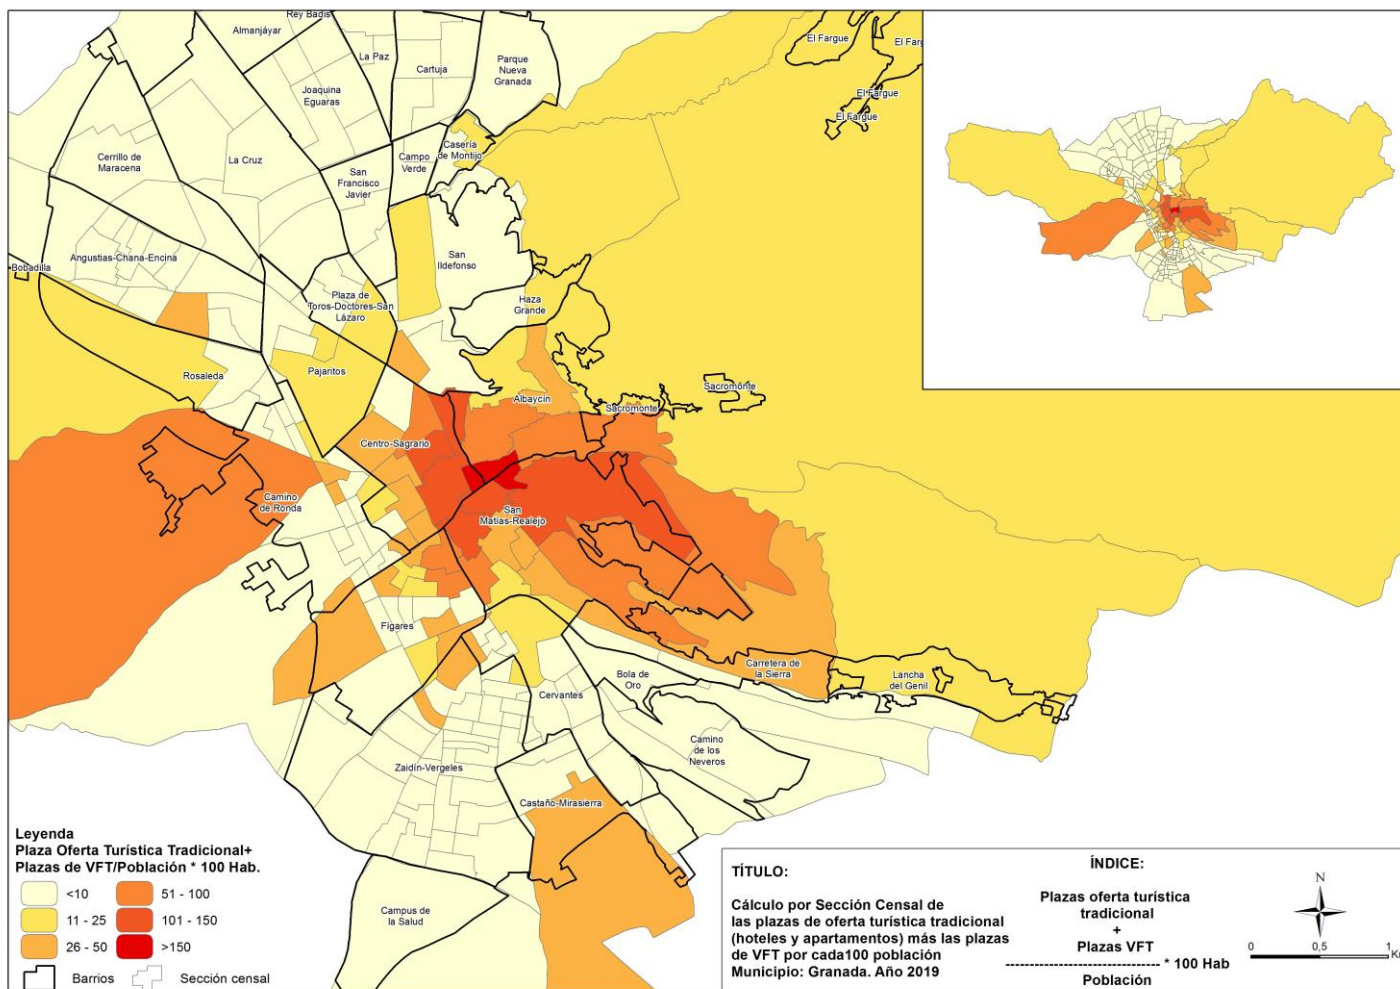 Rey Badis
Almanjáyar
La Paz
Cartuja
Parque
Nueva
Granada
El Fargue
El Farg
El Fargue
El Fargue
Joaquina
Eguaras
Cerrillo de
Maracena
La Cruz
San
Francisco
Javier
Campo
Verde
Casería
de Montijo
Angustias-Chana-Encina
Bobadilla
San
Ildefonso
Plaza de
Toros-Doctores-San
Lázaro
Haza
Grande
Rosaleda
Pajaritos
Albaycin
Sacromonte
Sacromonte
Centro-Sagrario
Camino
de Ronda
San
Matias-Realejo
Fígares
Carretera de
la Sierra
Lancha
del Genil
Bola de
Oro
Cervantes
Camino
de los
Neveros
Zaidín-Vergeles
Castaño-Mirasierra
Campus de
la Salud
Leyenda
Plaza Oferta Turística Tradicional+
Plazas de VFT/Población * 100 Hab.
<10
51 - 100
11 - 25
101 - 150
26 - 50
>150
Barrios
Sección censal
TÍTULO:
Cálculo por Sección Censal de
las plazas de oferta turística tradicional
(hoteles y apartamentos) más las plazas
de VFT por cada100 población
Municipio: Granada. Año 2019
ÍNDICE:
Plazas oferta turística
tradicional
+
Plazas VFT
---------------------------- * 100 Hab
Población
N
0 0,5 1
Km